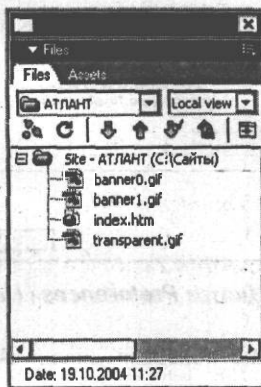 Files
Files Assets
АТЛАНТ Local view
Site - АТЛАНТ (C:\Сайты)
banner0.gif
banner1.gif
index.htm
transparent.gif
Date: 19.10.2004 11:27